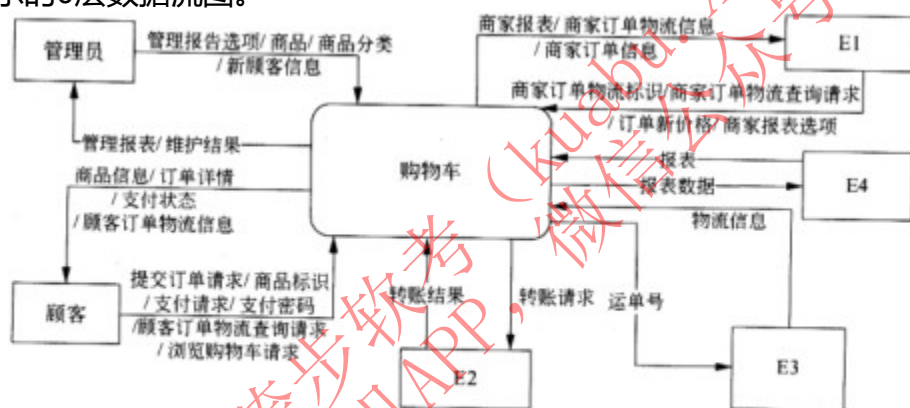 示的0层数据流图。
管理员
管理报告选项/商品/商品分类
/新顾客信息
商家报表/商家订单物流信息
/商家订单信息
E1
商家订单物流标识/商家订单物流查询请求
/订单新价格/商家报表选项
管理报表/维护结果
购物车
报表
报表数据
E4
商品信息/订单详情
/支付状态
/顾客订单物流信息
物流信息
顾客
提交订单请求/商品标识
/支付请求/支付密码
/顾客订单物流查询请求
/浏览购物车请求
转账结果
转账请求
运单号
E2
E3